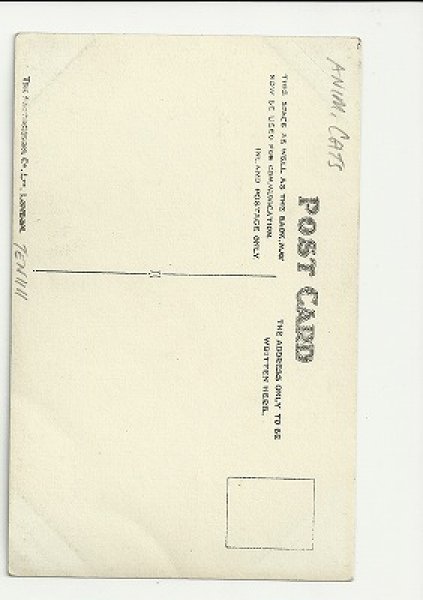 ANIM. CATS
POST CARD
THIS SPACE AS WELL AS THE BACK, MAY
NOW BE USED FOR COMMUNICATION
INLAND POSTAGE ONLY.
THE ADDRESS ONLY TO BE
WRITTEN HERE.
THE Co. LTD. LONDON.